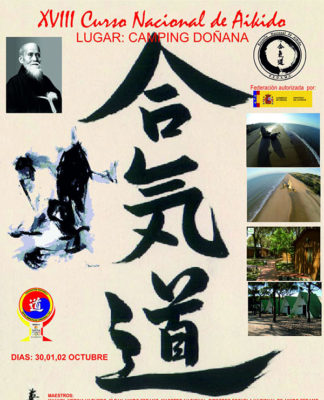 XVIII Curso Nacional de Aikido
LUGAR: CAMPING DOÑANA
Federación autorizada por:
合
気
道
道
DIAS: 30,01,02 OCTUBRE
MAESTROS: